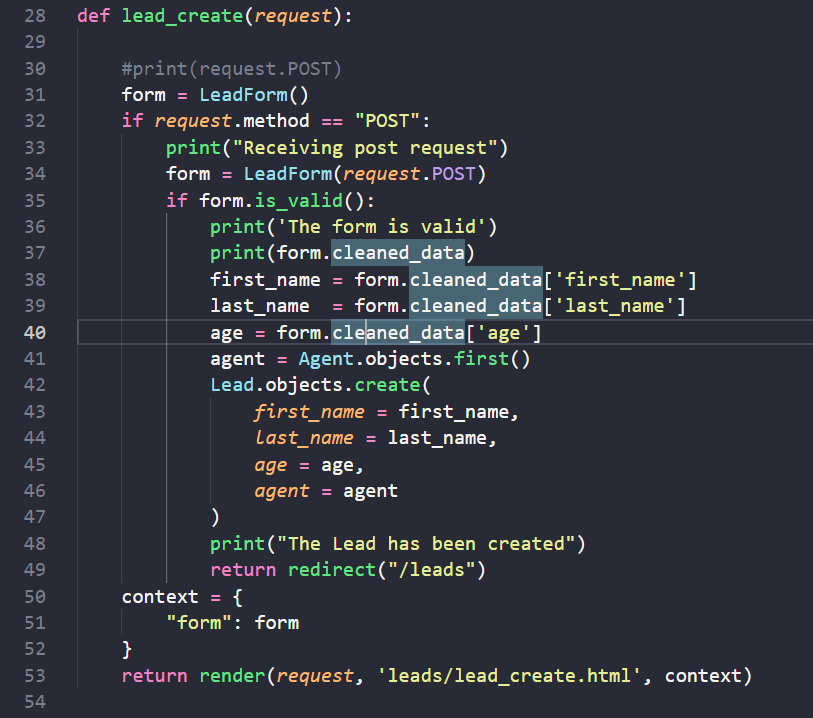 28 def lead_create(request):
29
30     #print(request.POST)
31     form = LeadForm()
32     if request.method == "POST":
33         print("Receiving post request")
34         form = LeadForm(request.POST)
35         if form.is_valid():
36             print('The form is valid')
37             print(form.cleaned_data)
38             first_name = form.cleaned_data['first_name']
39             last_name  = form.cleaned_data['last_name']
40             age = form.cleaned_data['age']
41             agent = Agent.objects.first()
42             Lead.objects.create(
43                 first_name = first_name,
44                 last_name = last_name,
45                 age = age,
46                 agent = agent
47             )
48             print("The Lead has been created")
49             return redirect("/leads")
50     context = {
51         "form": form
52     }
53     return render(request, 'leads/lead_create.html', context)
54